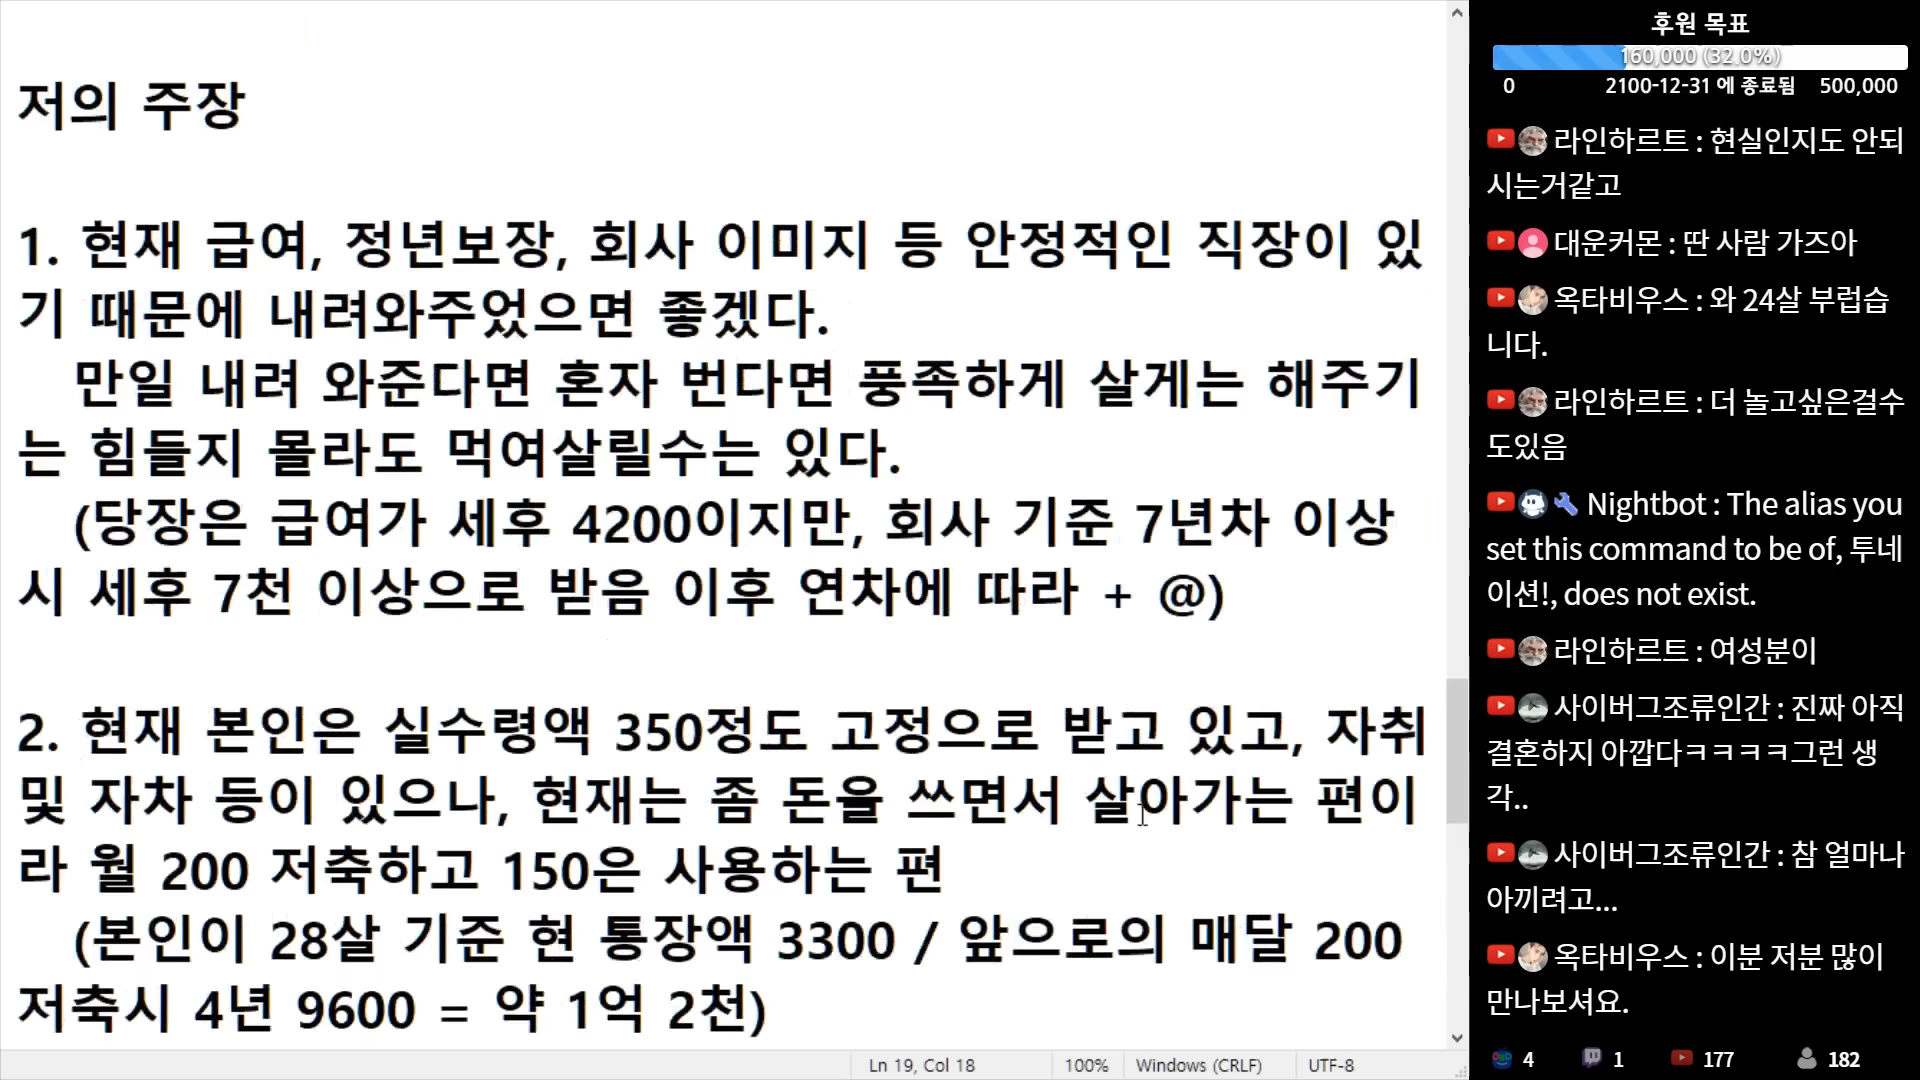 저의 주장
1. 현재 급여, 정년보장, 회사 이미지 등 안정적인 직장이 있
기 때문에 내려와주었으면 좋겠다.
만일 내려 와준다면 혼자 번다면 풍족하게 살게는 해주기
는 힘들지 몰라도 먹여살릴수는 있다.
(당장은 급여가 세후 4200이지만, 회사 기준 7년차 이상
시 세후 7천 이상으로 받음 이후 연차에 따라 + @)
2. 현재 본인은 실수령액 350정도 고정으로 받고 있고, 자취
및 자차 등이 있으나, 현재는 좀 돈을 쓰면서 살아가는 편이
라 월 200 저축하고 150은 사용하는 편
(본인이 28살 기준 현 통장액 3300 / 앞으로의 매달 200
저축시 4년 9600 = 약 1억 2천)
Ln 19, Col 18
100%
Windows (CRLF)
UTF-8
후원 목표
160,000 (32.0%)
0 2100-12-31 에 종료됨 500,000
라인하르트 : 현실인지도 안되
시는거같고
대운커몬 : 딴 사람 가즈아
옥타비우스 : 와 24살 부럽습
니다.
라인하르트 : 더 놀고싶은걸수
도있음
Nightbot : The alias you
set this command to be of, 투네
이션!, does not exist.
라인하르트 : 여성분이
사이버그조류인간 : 진짜 아직
결혼하지 아깝다ㅋㅋㅋㅋ그런 생
각..
사이버그조류인간 : 참 얼마나
아끼려고...
옥타비우스 : 이분 저분 많이
만나보셔요.
4 1 177 182